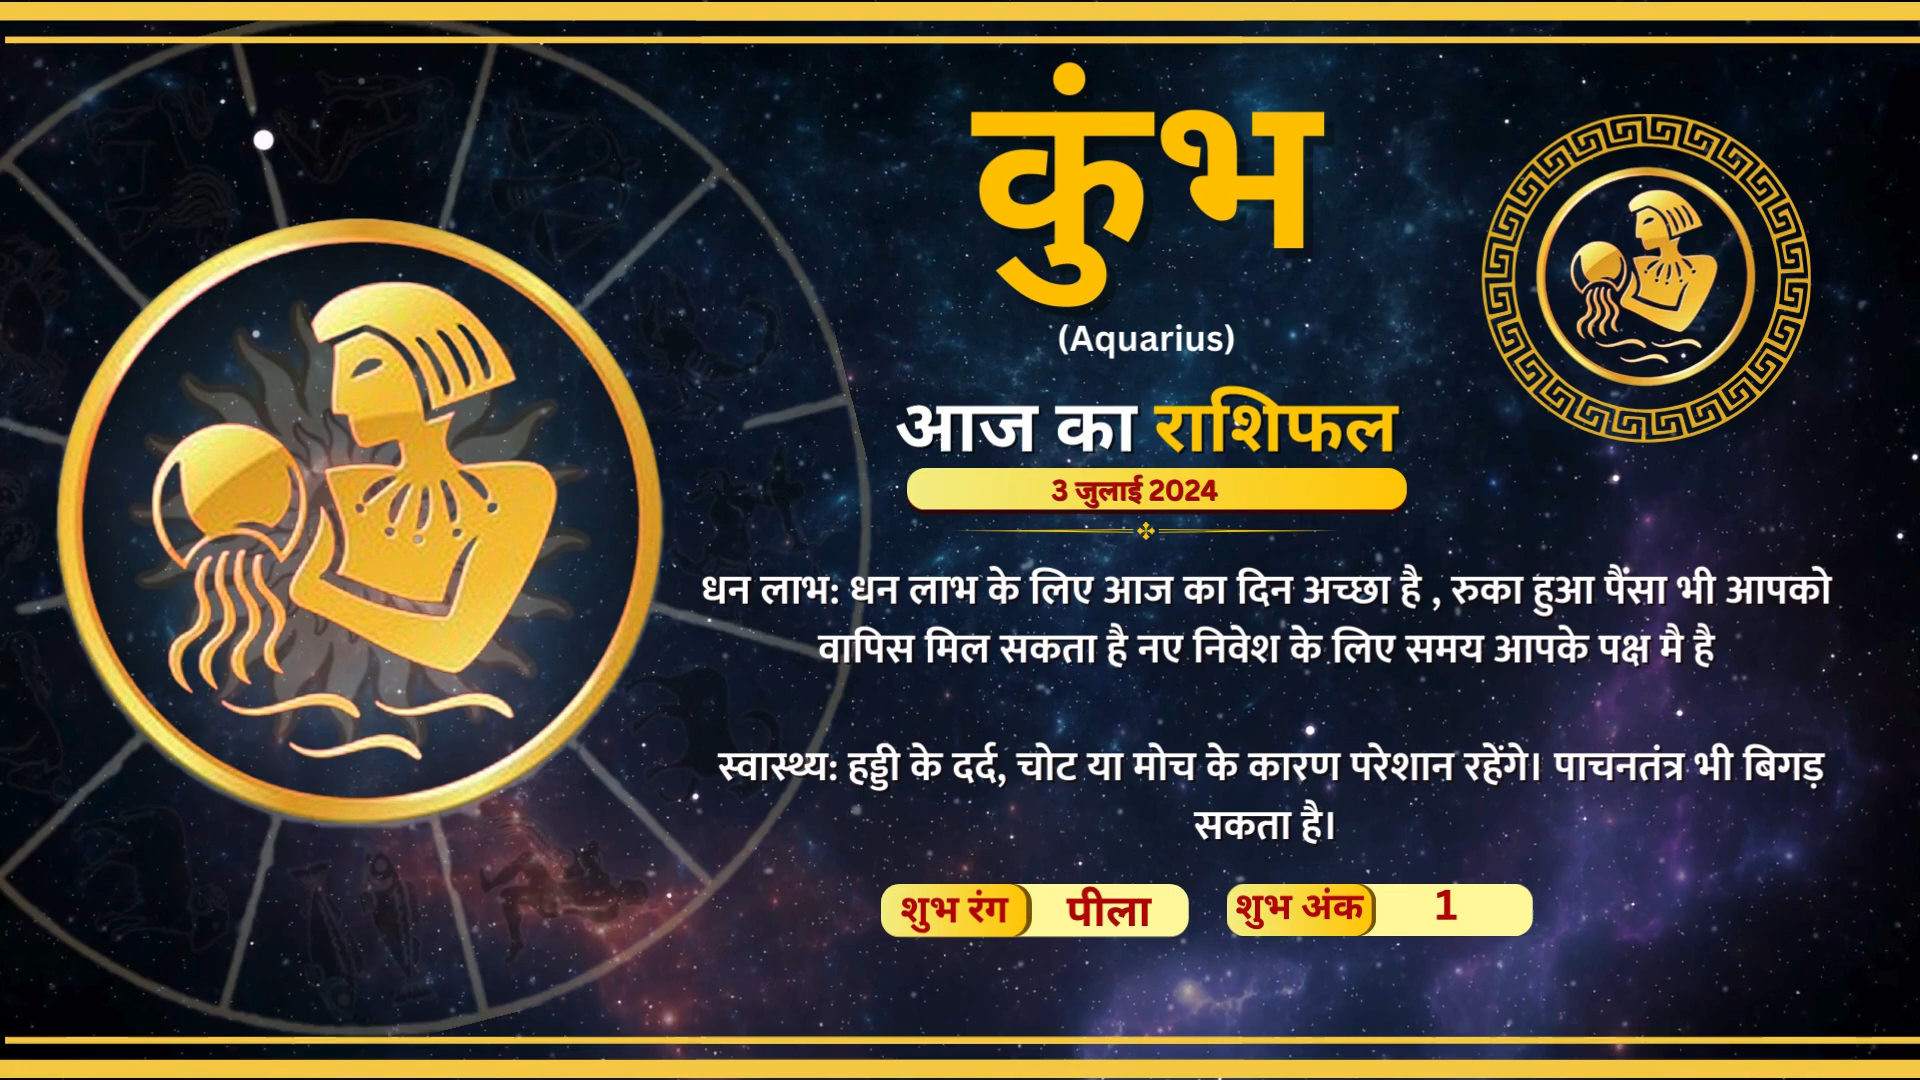 कुंभ
(Aquarius)
आज का राशिफल
3 जुलाई 2024
धन लाभ: धन लाभ के लिए आज का दिन अच्छा है , रुका हुआ पैंसा भी आपको
वापिस मिल सकता है नए निवेश के लिए समय आपके पक्ष मै है
स्वास्थ्य: हड्डी के दर्द, चोट या मोच के कारण परेशान रहेंगे। पाचनतंत्र भी बिगड़
सकता है।
शुभ रंग पीला शुभ अंक 1